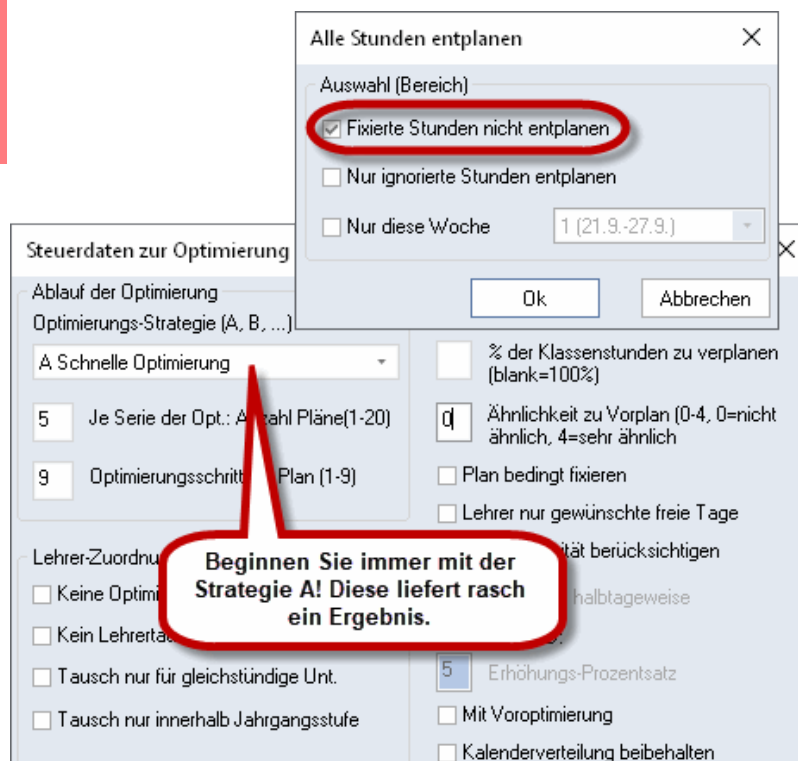 Alle Stunden entplanen
Auswahl (Bereich)
Fixierte Stunden nicht entplanen
Nur ignorierte Stunden entplanen
Nur diese Woche
1 (21.9.-27.9.)
Ok
Abbrechen
Steuerdaten zur Optimierung
Ablauf der Optimierung
Optimierungs-Strategie (A, B, ...)
A Schnelle Optimierung
5 Je Serie der Opt.: A zahl Pläne(1-20)
9 Optimierungsschritt Plan (1-9)
% der Klassenstunden zu verplanen
(blank=100%)
0 Ähnlichkeit zu Vorplan (0-4, 0=nicht
ähnlich, 4=sehr ähnlich
Plan bedingt fixieren
Lehrer nur gewünschte freie Tage
ität berücksichtigen
halbtageweise
5 Erhöhungs-Prozentsatz
Mit Voroptimierung
Kalenderverteilung beibehalten
Lehrer-Zuordnu
Keine Optimi
Kein Lehrerta
Tausch nur für gleichstündige Unt.
Tausch nur innerhalb Jahrgangsstufe
Beginnen Sie immer mit der
Strategie A! Diese liefert rasch
ein Ergebnis.